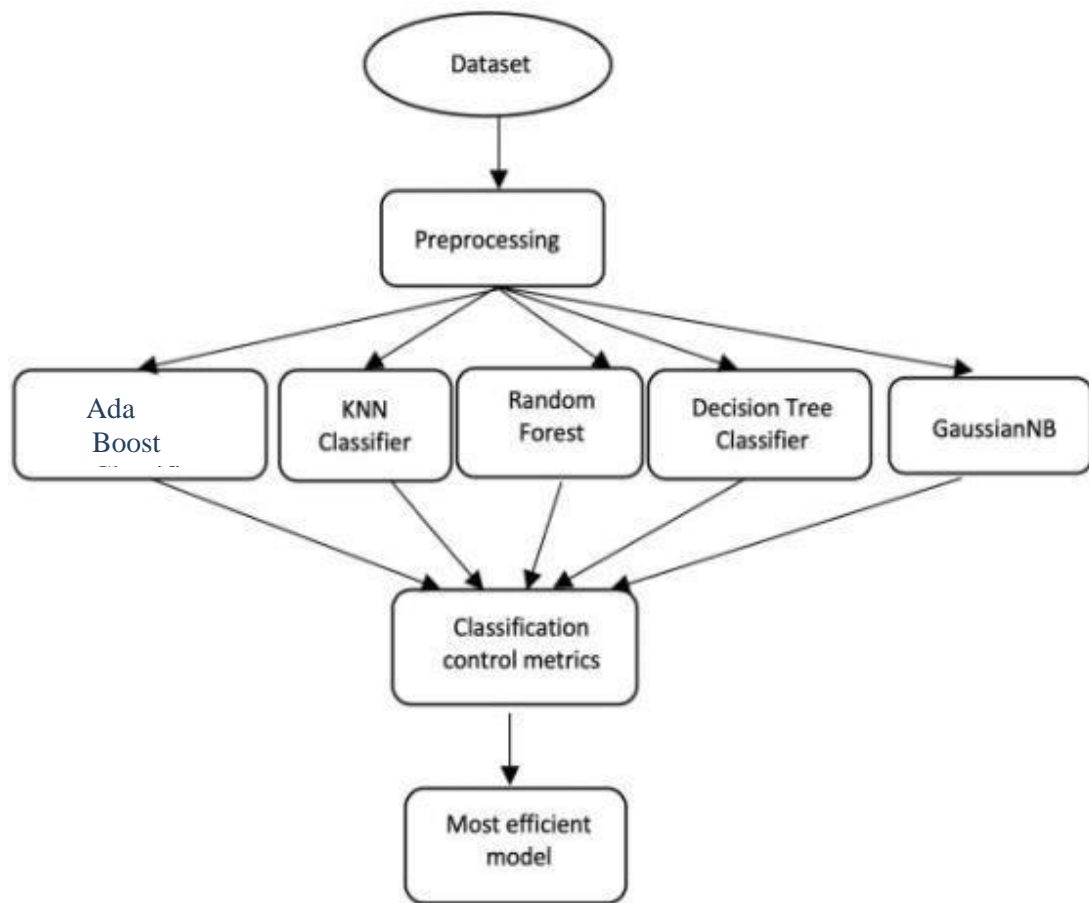 Dataset
Preprocessing
Ada
Boost
KNN
Classifier
Random
Forest
Decision Tree
Classifier
GaussianNB
Classification
control metrics
Most efficient
model